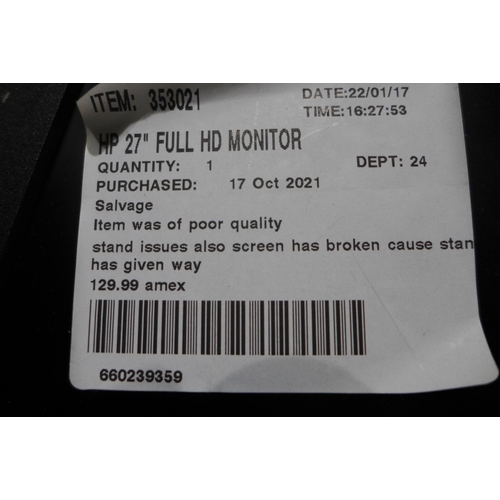 ITEM: 353021 DATE:22/01/17
TIME:16:27:53
HP 27" FULL HD MONITOR
QUANTITY: 1 DEPT: 24
PURCHASED: 17 Oct 2021
Salvage
Item was of poor quality
stand issues also screen has broken cause stan
has given way
129.99 amex
660239359